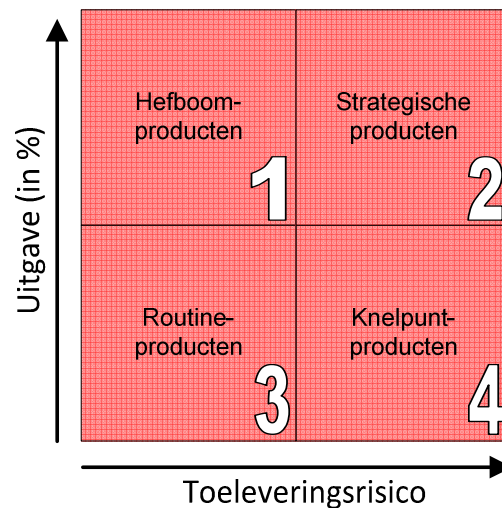 Uitgave (in %)
Hefboom-
producten
1
Strategische
producten
2
Routine-
producten
3
Knelpunt-
producten
4
Toeleveringsrisico